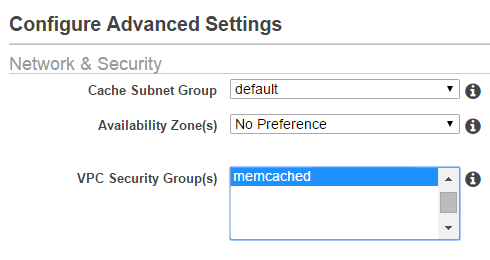 Configure Advanced Settings
Network & Security
Cache Subnet Group default
Availability Zone(s) No Preference
VPC Security Group(s) memcached